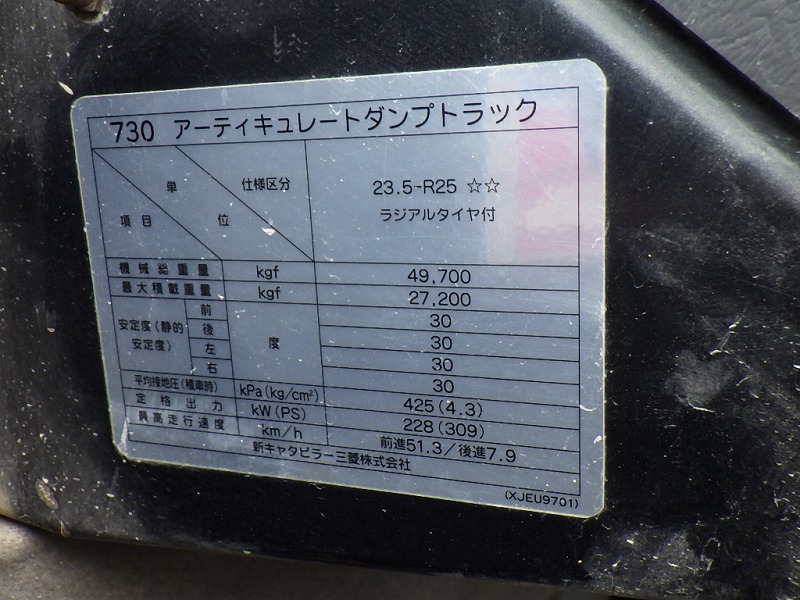 730 アーティキュレートダンプトラック
単 仕様区分
項目 位
23.5-R25 ☆☆
ラジアルタイヤ付
機械総重量 kgf 49,700
最大積載重量 kgf 27,200
安定度(静的安定度) 度
前 30
後 30
左 30
右 30
平均接地圧(積車時) kPa(kg/cm²) 425(4.3)
定格出力 kW(PS) 228(309)
最高走行速度 km/h 前進51.3/後進7.9
新キャタピラー三菱株式会社
(XJEU9701)